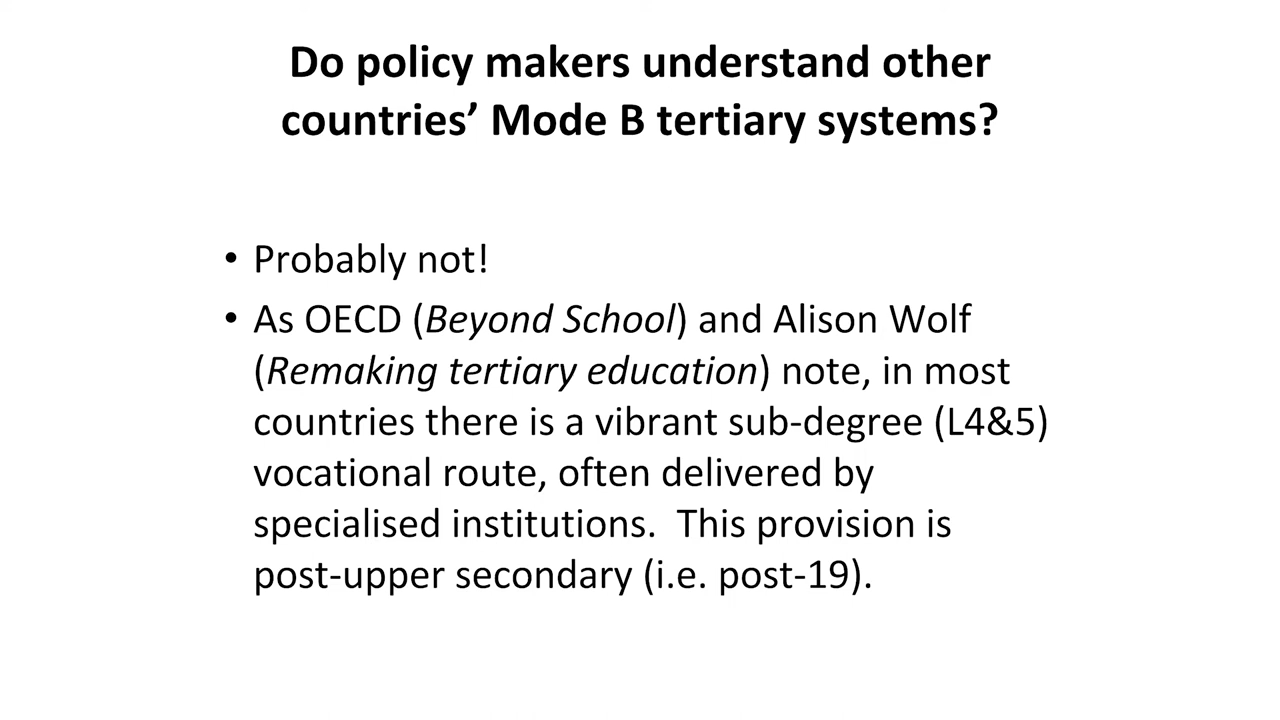 Do policy makers understand other
countries’ Mode B tertiary systems?
• Probably not!
• As OECD (Beyond School) and Alison Wolf
(Remaking tertiary education) note, in most
countries there is a vibrant sub-degree (L4&5)
vocational route, often delivered by
specialised institutions.  This provision is
post-upper secondary (i.e. post-19).